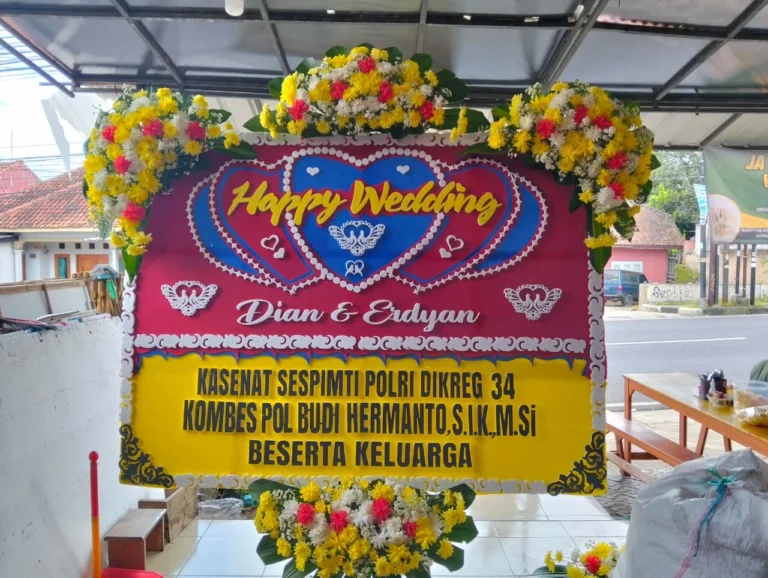 Happy Wedding
Dian & Erdyan
KASENAT SESPIMTI POLRI DIKREG 34
KOMBES POL BUDI HERMANTO,S.I.K.,M.Si
BESERTA KELUARGA